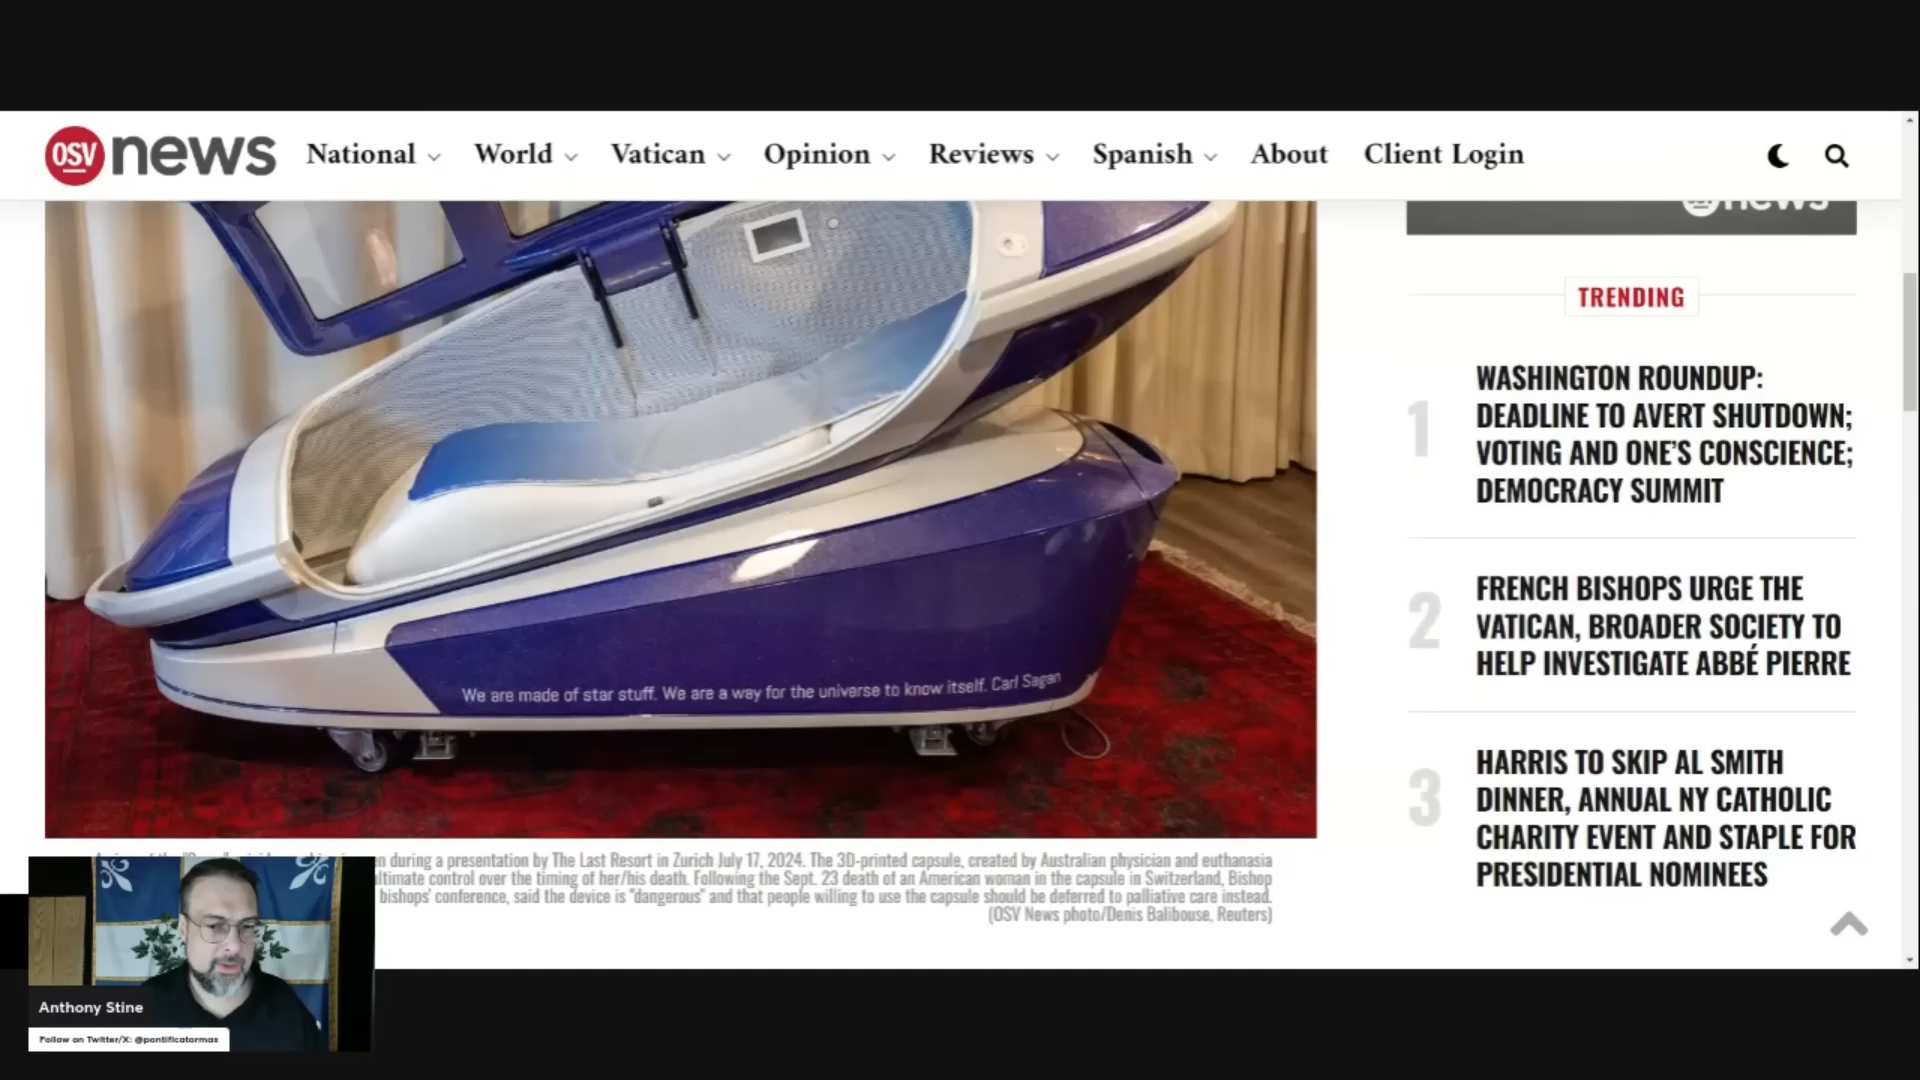 OSV news National World Vatican Opinion Reviews Spanish About Client Login
news
TRENDING
1
WASHINGTON ROUNDUP:
DEADLINE TO AVERT SHUTDOWN;
VOTING AND ONE'S CONSCIENCE;
DEMOCRACY SUMMIT
2
FRENCH BISHOPS URGE THE
VATICAN, BROADER SOCIETY TO
HELP INVESTIGATE ABBÉ PIERRE
3
HARRIS TO SKIP AL SMITH
DINNER, ANNUAL NY CATHOLIC
CHARITY EVENT AND STAPLE FOR
PRESIDENTIAL NOMINEES
We are made of star stuff. We are a way for the universe to know itself. Carl Sagan
during a presentation by The Last Resort in Zurich July 17, 2024. The 3D-printed capsule, created by Australian physician and euthanasia
control over the timing of her/his death. Following the Sept. 23 death of an American woman in the capsule in Switzerland, Bishop
bishops' conference, said the device is "dangerous" and that people willing to use the capsule should be deferred to palliative care instead.
(OSV News photo/Denis Balibouse, Reuters)
Anthony Stine
Follow on Twitter/X: @pontificatormax